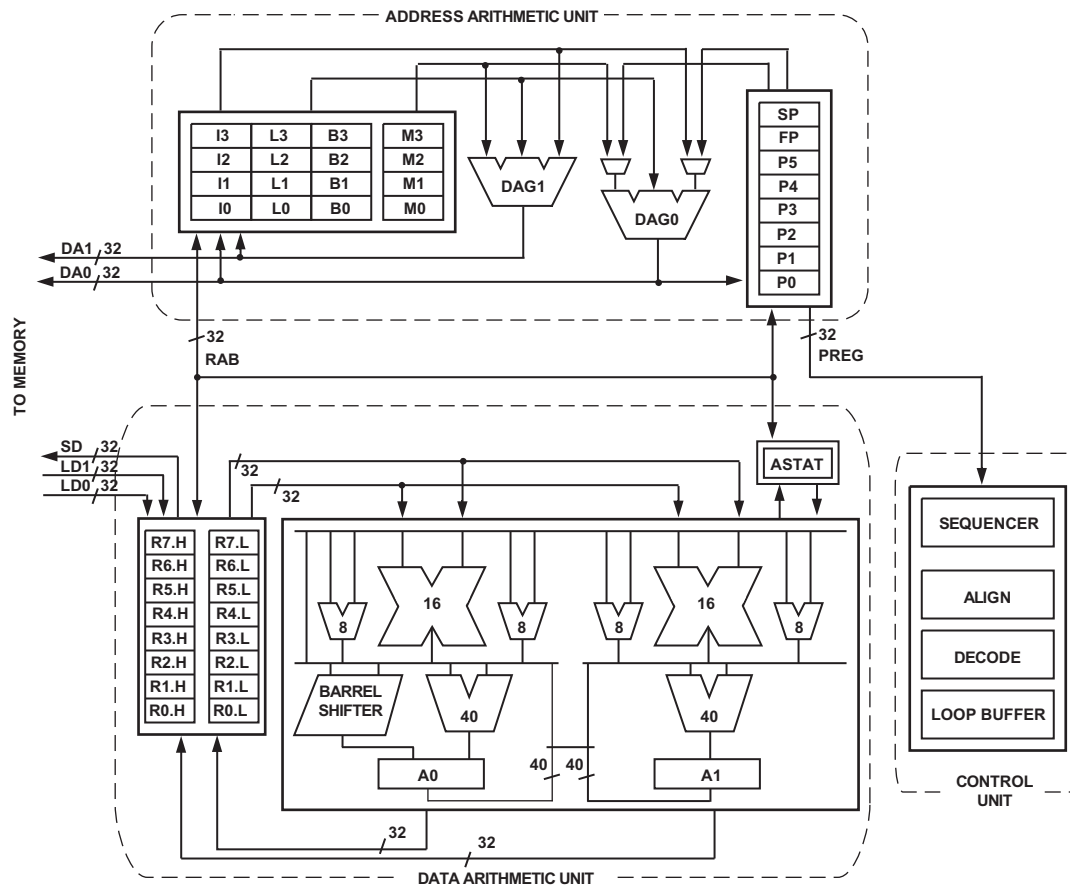 ADDRESS ARITHMETIC UNIT
SP
I3 L3 B3 M3 FP
I2 L2 B2 M2 P5
I1 L1 B1 M1 DAG1 P4
I0 L0 B0 M0 DAG0 P3
P2
DA1 32 P1
DA0 32 P0
32
RAB
32
PREG
TO MEMORY
SD 32
LD1 32
LD0 32
32
32
ASTAT
R7.H R7.L
R6.H R6.L
R5.H R5.L
R4.H R4.L
R3.H R3.L
R2.H R2.L
R1.H R1.L
R0.H R0.L
16 16
8 8 8 8
BARREL
SHIFTER
40 40
A0 40 40 A1
32
32
DATA ARITHMETIC UNIT
SEQUENCER
ALIGN
DECODE
LOOP BUFFER
CONTROL
UNIT